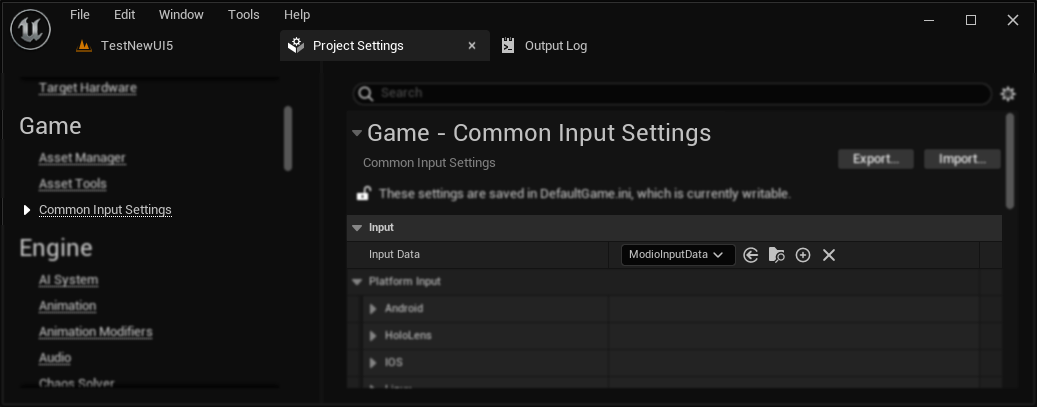 File Edit Window Tools Help
TestNewUI5 Project Settings Output Log
Target Hardware
Game
Asset Manager
Asset Tools
Common Input Settings
Engine
AI System
Animation
Animation Modifiers
Audio
Chaos Solver
Search
Game - Common Input Settings
Common Input Settings
Export... Import...
These settings are saved in DefaultGame.ini, which is currently writable.
Input
Input Data ModioInputData
Platform Input
Android
HoloLens
IOS
Linux